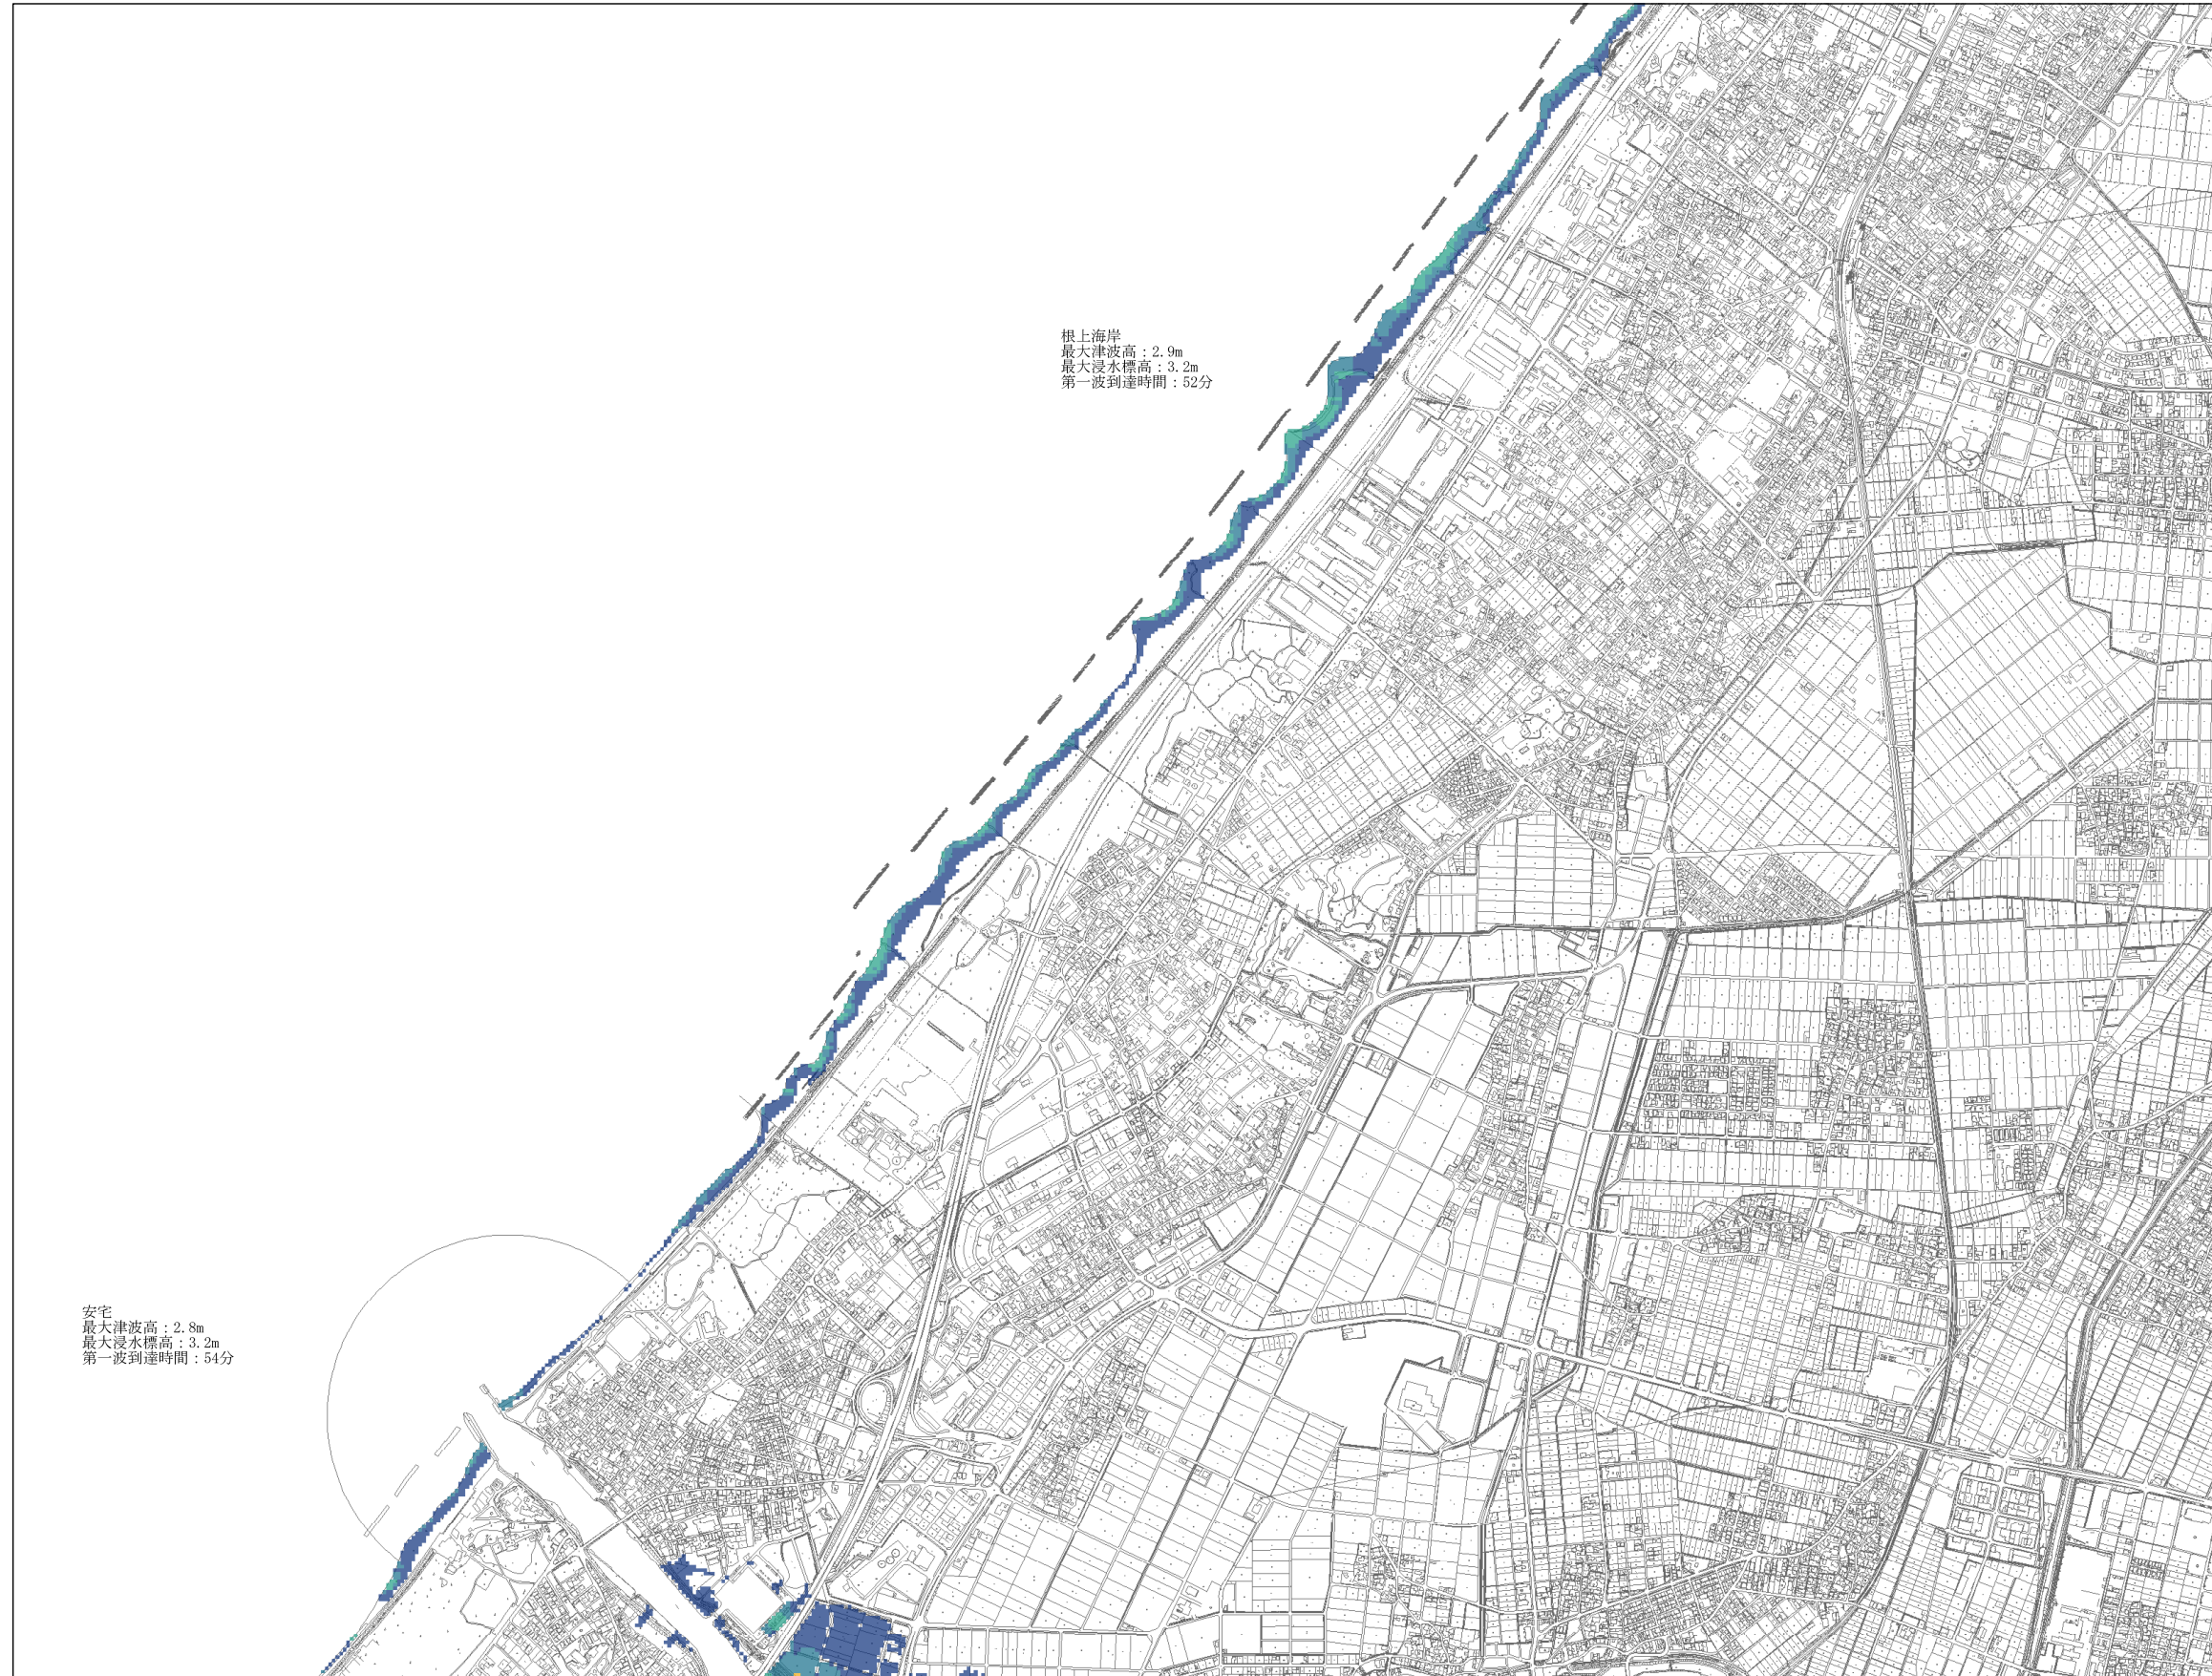 根上海岸
最大津波高：2.9m
最大浸水標高：3.2m
第一波到達時間：52分
安宅
最大津波高：2.8m
最大浸水標高：3.2m
第一波到達時間：54分